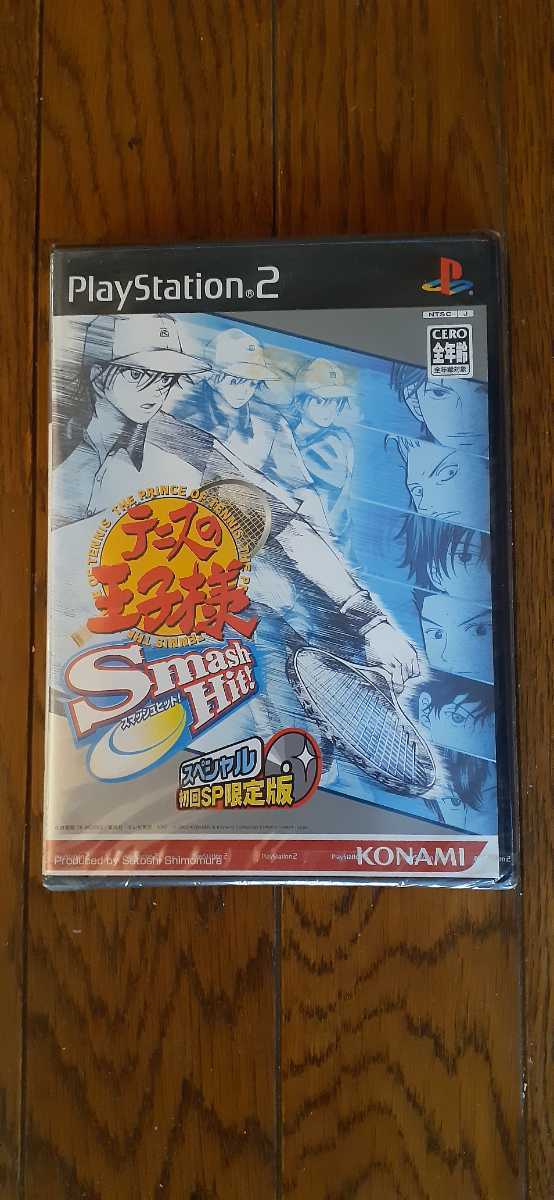 PlayStation®2
NTSC J
CERO
全年齢
全年齢対象
THE PRINCE OF TENNIS
テニスの
王子様
Smash
Hit!
スマッシュヒット!
スペシャル
初回SP限定版
Produced by Satoshi Shimomura
PlayStation 2
KONAMI